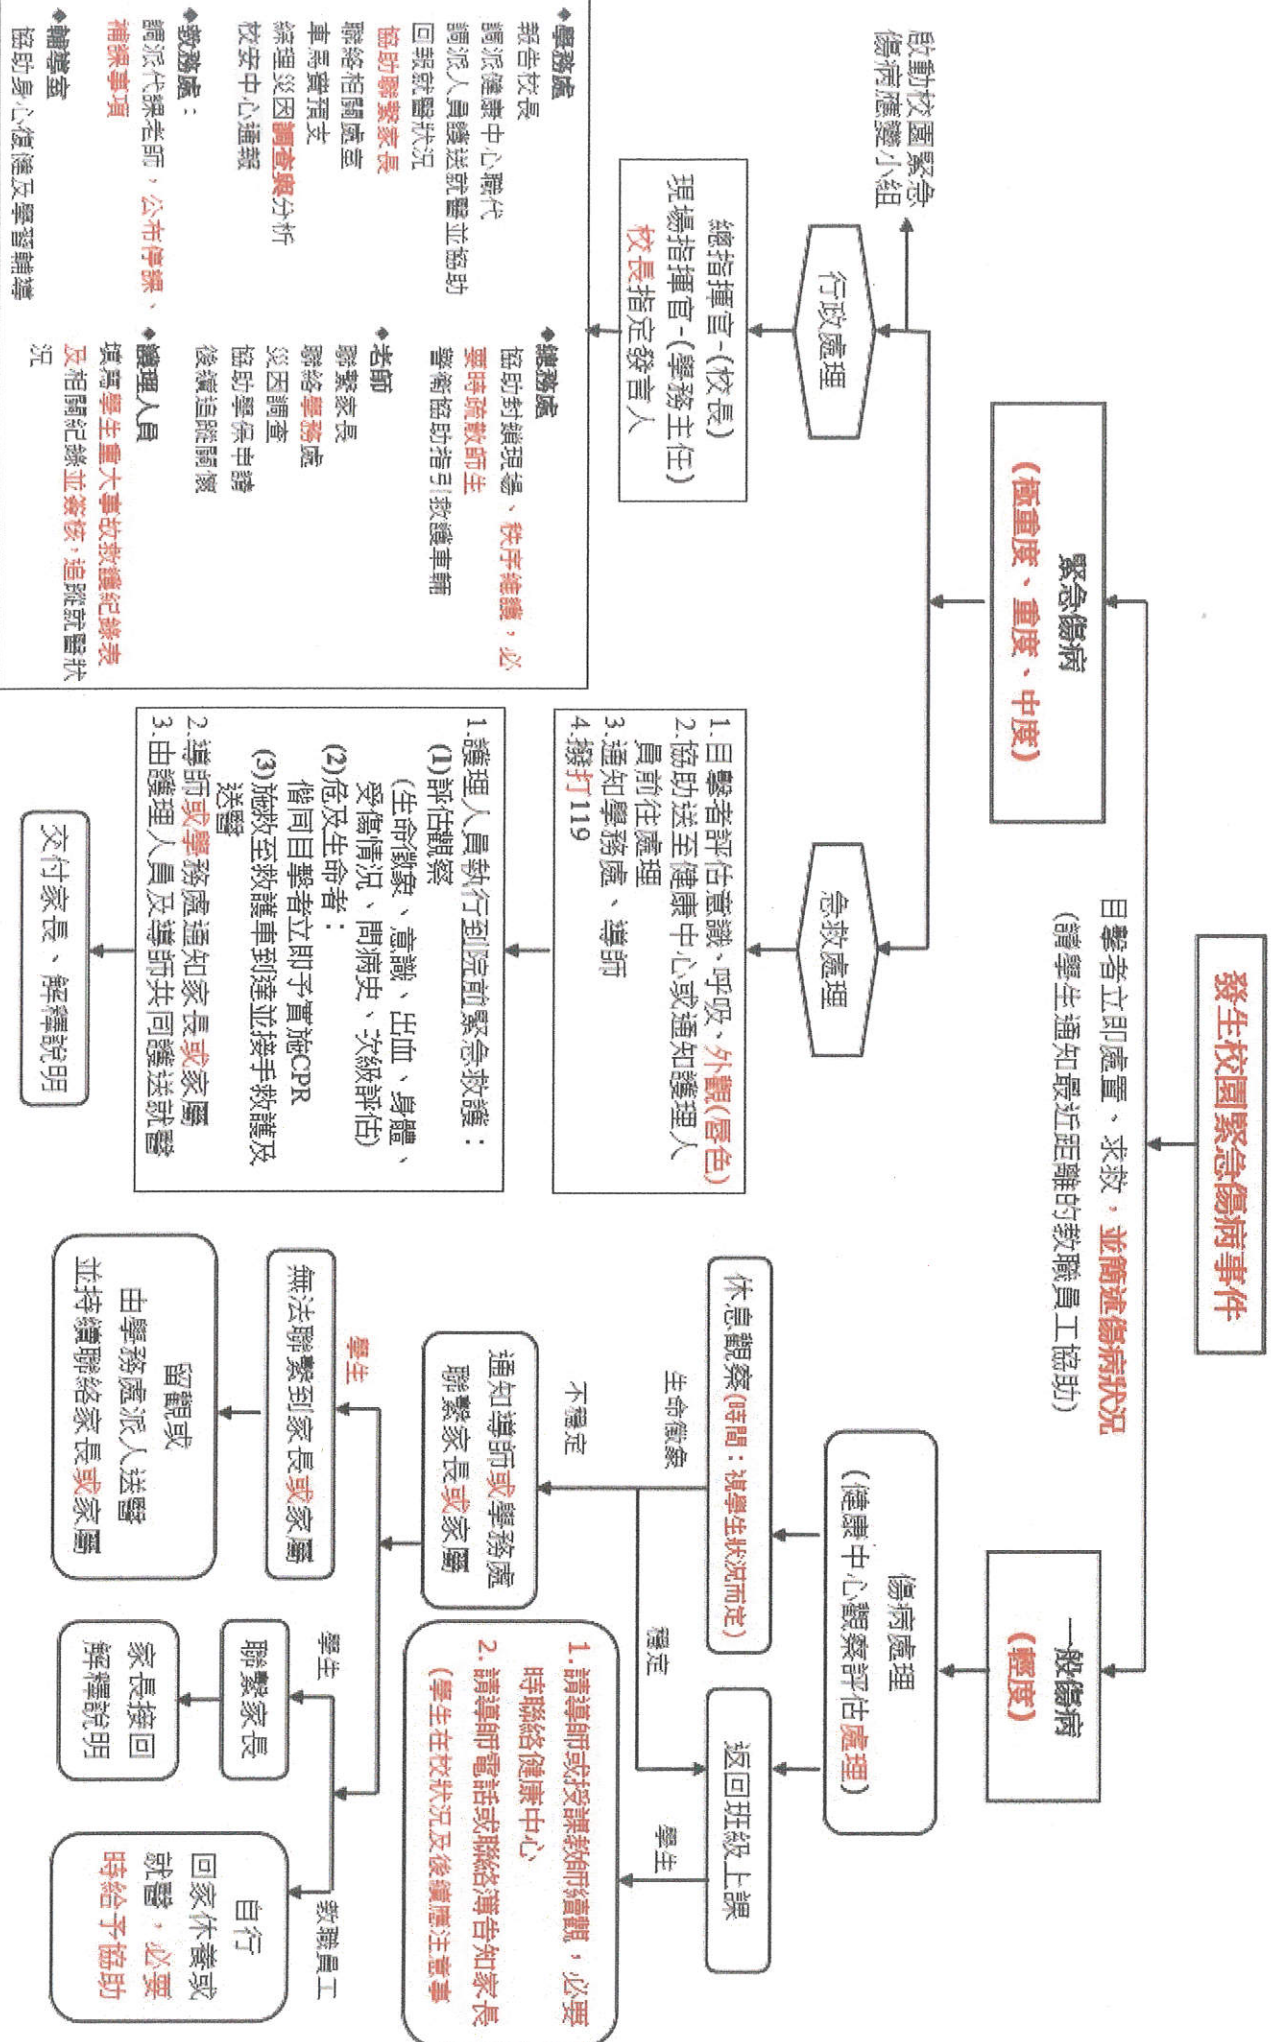 發生校園緊急傷病事件
目擊者立即處置、求救，並簡述傷病狀況
(請學生通知最近距離的教職員工協助)
緊急傷病
(極重度、重度、中度)
行政處理
啟動校園緊急
傷病應變小組
總指揮官-(校長)
現場指揮官-(學務主任)
校長指定發言人
◆學務處
報告校長
調派健康中心職代
調派人員護送就醫並協助
回報就醫狀況
協助聯繫家長
聯絡相關處室
車馬費預支
綜理災因調查與分析
校安中心通報
◆教務處：
調派代課老師，公布停課、
補課事項
◆輔導室
協助身心復健及學習輔導
◆總務處
協助封鎖現場、秩序維護，必
要時疏散師生
警衛協助指引救護車輛
◆老師
聯繫家長
聯絡學務處
災因調查
協助學保申請
後續追蹤關懷
◆護理人員
填寫學生重大事故救護紀錄表
及相關紀錄並簽核，追蹤就醫狀
況
急救處理
1.目擊者評估意識、呼吸、外觀(唇色)
2.協助送至健康中心或通知護理人
員前往處理
3.通知學務處、導師
4.撥打119
1.護理人員執行到院前緊急救護：
(1)評估觀察
(生命徵象、意識、出血、身體、
受傷情況、問病史、次級評估)
(2)危及生命者：
偕同目擊者立即予實施CPR
(3)施救至救護車到達並接手救護及
送醫
2.導師或學務處通知家長或家屬
3.由護理人員及導師共同護送就醫
交付家長、解釋說明
一般傷病
(輕度)
傷病處理
(健康中心觀察評估處理)
休息觀察(時間：視學生狀況而定)
返回班級上課
生命徵象
不穩定
穩定
學生
1.請導師或授課教師續觀，必要
時聯絡健康中心
2.請導師電話或聯絡簿告知家長
(學生在校狀況及後續應注意事
通知導師或學務處
聯繫家長或家屬
學生
無法聯繫到家長或家屬
留觀或
由學務處派人送醫
並持續聯絡家長或家屬
學生
聯繫家長
家長接回
解釋說明
教職員工
自行
回家休養或
就醫，必要
時給予協助